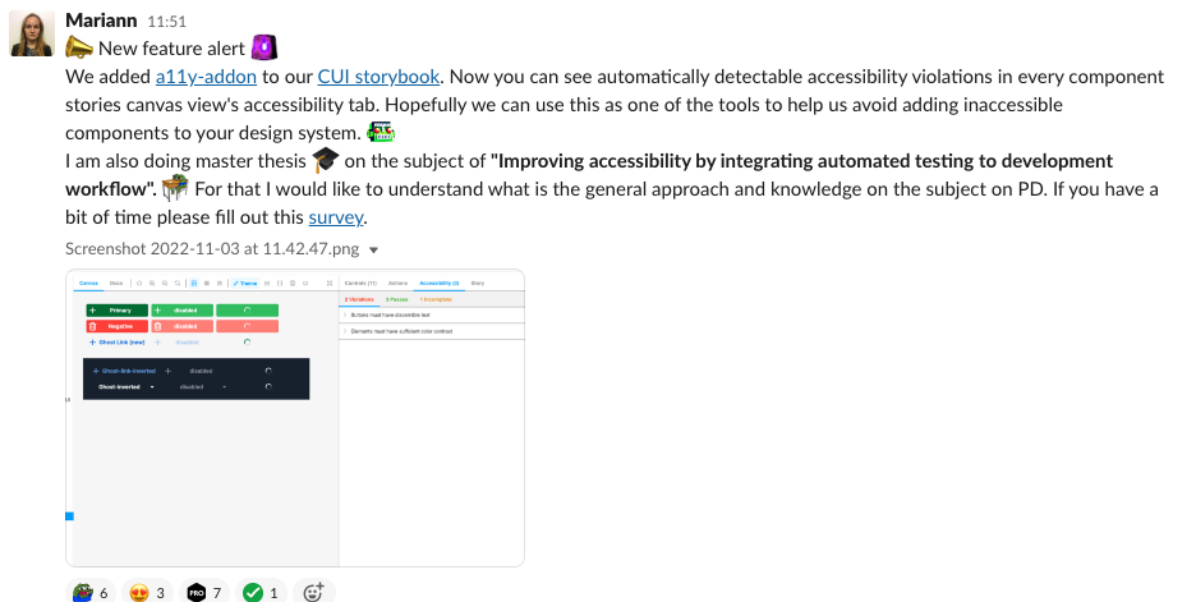 Mariann 11:51
New feature alert
We added a11y-addon to our CUI storybook. Now you can see automatically detectable accessibility violations in every component
stories canvas view's accessibility tab. Hopefully we can use this as one of the tools to help us avoid adding inaccessible
components to your design system.
I am also doing master thesis on the subject of "Improving accessibility by integrating automated testing to development
workflow". For that I would like to understand what is the general approach and knowledge on the subject on PD. If you have a
bit of time please fill out this survey.
Screenshot 2022-11-03 at 11.42.47.png
Canvas Docs Theme Controls (11) Actions Accessibility (3) Story
2 Violations 5 Passes 1 Incomplete
Primary disabled
Buttons must have discernible text
Negative disabled
Elements must have sufficient color contrast
Ghost Link (new) disabled
Ghost-link-inverted disabled
Ghost-inverted disabled
6 3 PRO 7 1